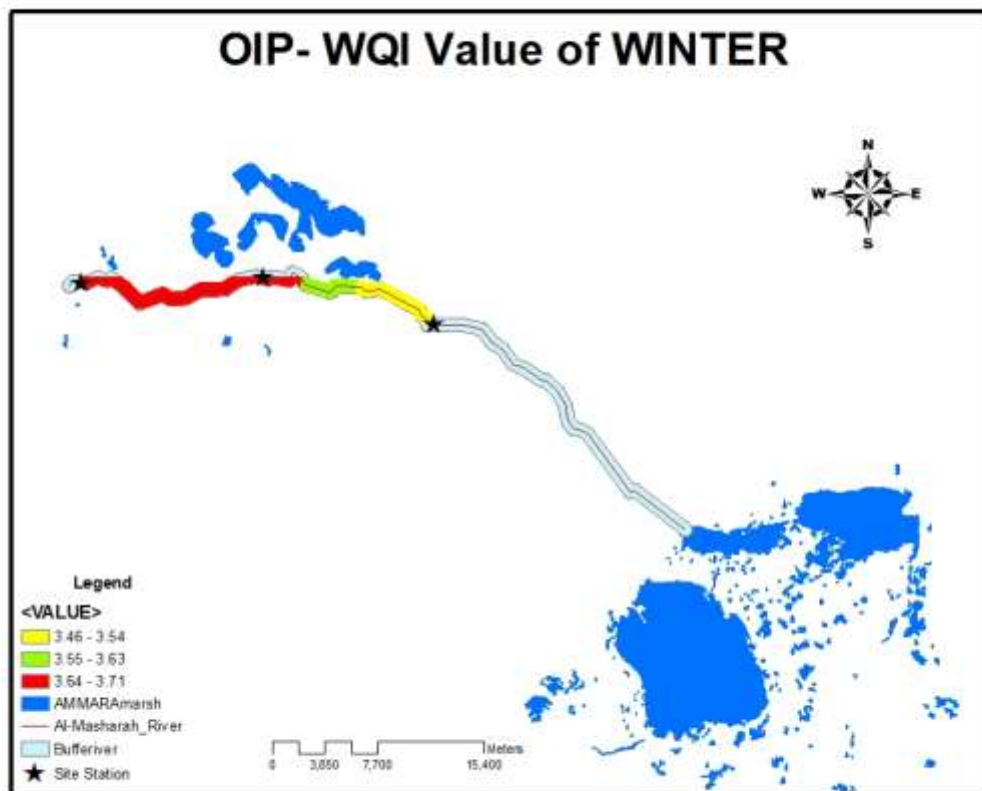 OIP- WQI Value of WINTER
N
W
E
S
Legend
<VALUE>
3.46 - 3.54
3.55 - 3.63
3.64 - 3.71
AMMARAmarsh
Al-Masharah_River
Bufferiver
Site Station
Meters
0 3,850 7,700 15,400